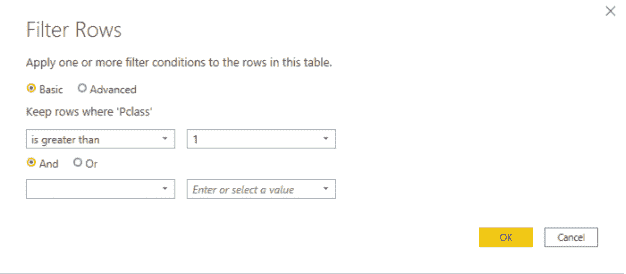 Filter Rows
Apply one or more filter conditions to the rows in this table.
Basic Advanced
Keep rows where 'Pclass'
is greater than 1
And Or
Enter or select a value
OK Cancel